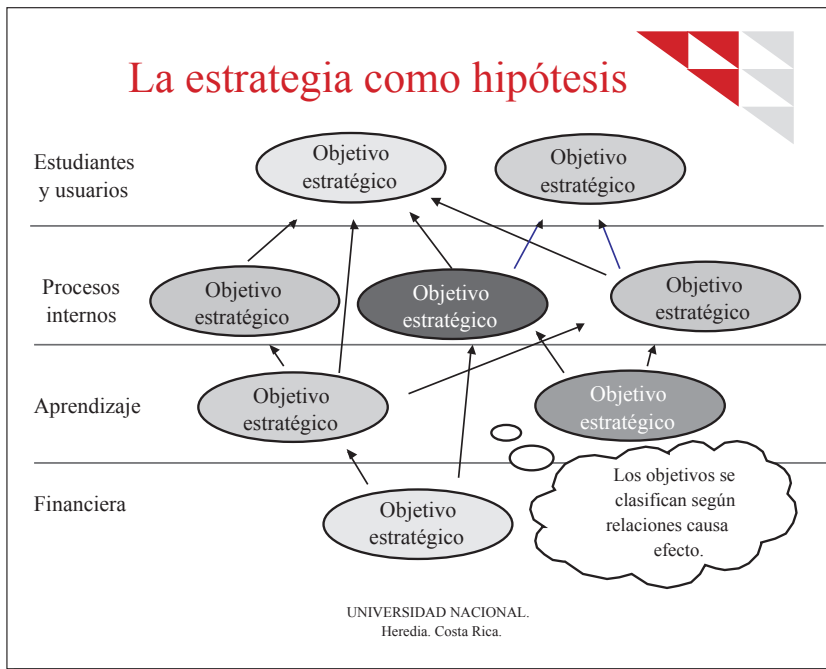 La estrategia como hipótesis
Estudiantes
y usuarios
Objetivo
estratégico
Objetivo
estratégico
Procesos
internos
Objetivo
estratégico
Objetivo
estratégico
Objetivo
estratégico
Aprendizaje
Objetivo
estratégico
Objetivo
estratégico
Financiera
Objetivo
estratégico
Los objetivos se
clasifican según
relaciones causa
efecto.
UNIVERSIDAD NACIONAL.
Heredia. Costa Rica.